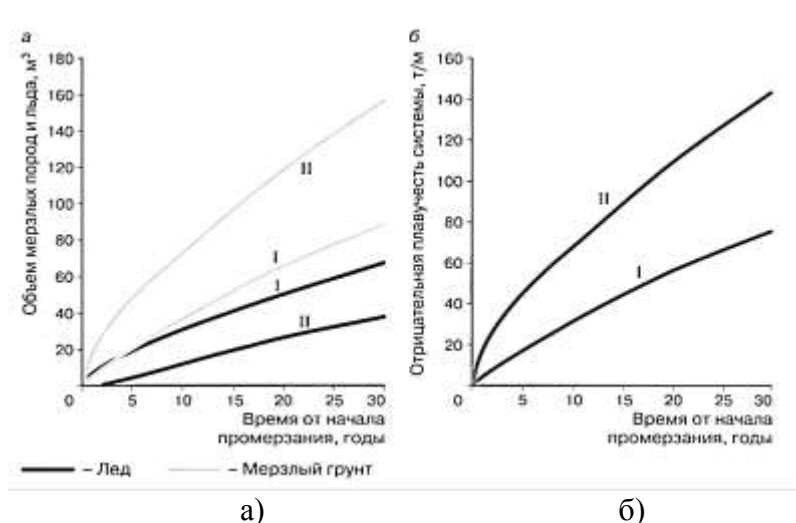 а
Объем мерзлых пород и льда, м³
180
160
140
120
100
80
60
40
20
0
5
10
15
20
25
30
II
I
I
II
Время от начала
промерзания, годы
б
Отрицательная плавучесть системы, т/м
160
140
120
100
80
60
40
20
0
5
10
15
20
25
30
II
I
Время от начала
промерзания, годы
– Лед
– Мерзлый грунт
а)
б)